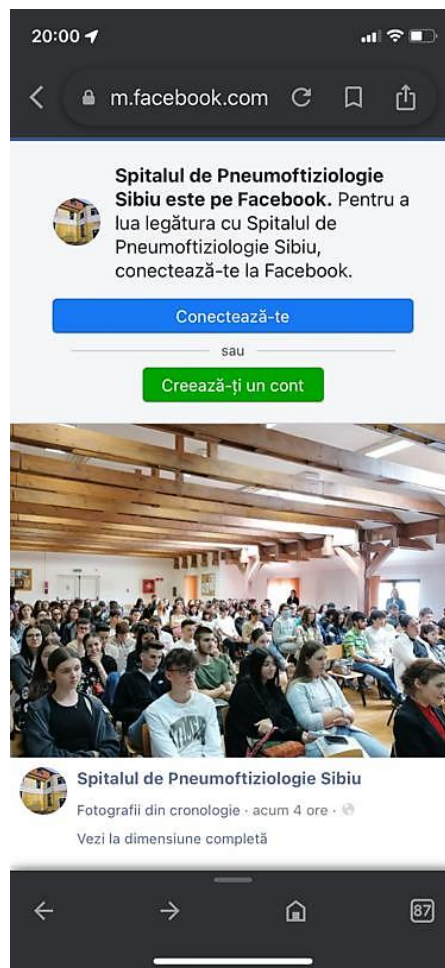 20:00
m.facebook.com
Spitalul de Pneumoftiziologie
Sibiu este pe Facebook. Pentru a
lua legătura cu Spitalul de
Pneumoftiziologie Sibiu,
conectează-te la Facebook.
Conectează-te
sau
Creează-ți un cont
Spitalul de Pneumoftiziologie Sibiu
Fotografii din cronologie · acum 4 ore ·
Vezi la dimensiune completă
87